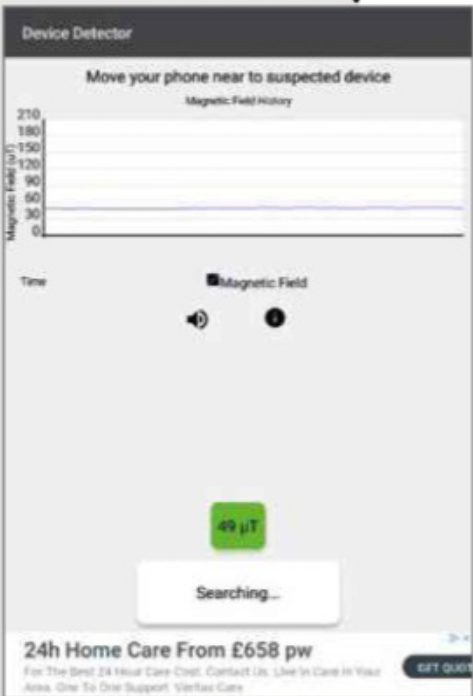 Device Detector
Move your phone near to suspected device
Magnetic Field History
210
180
150
120
90
60
30
0
Magnetic Field (uT)
Time
Magnetic Field
49 µT
Searching...
24h Home Care From £658 pw
For The Best 24 Hour Care Cost. Contact Us. Live In Care In Your
Area. One To One Support. Veritas Care
GET QUOT